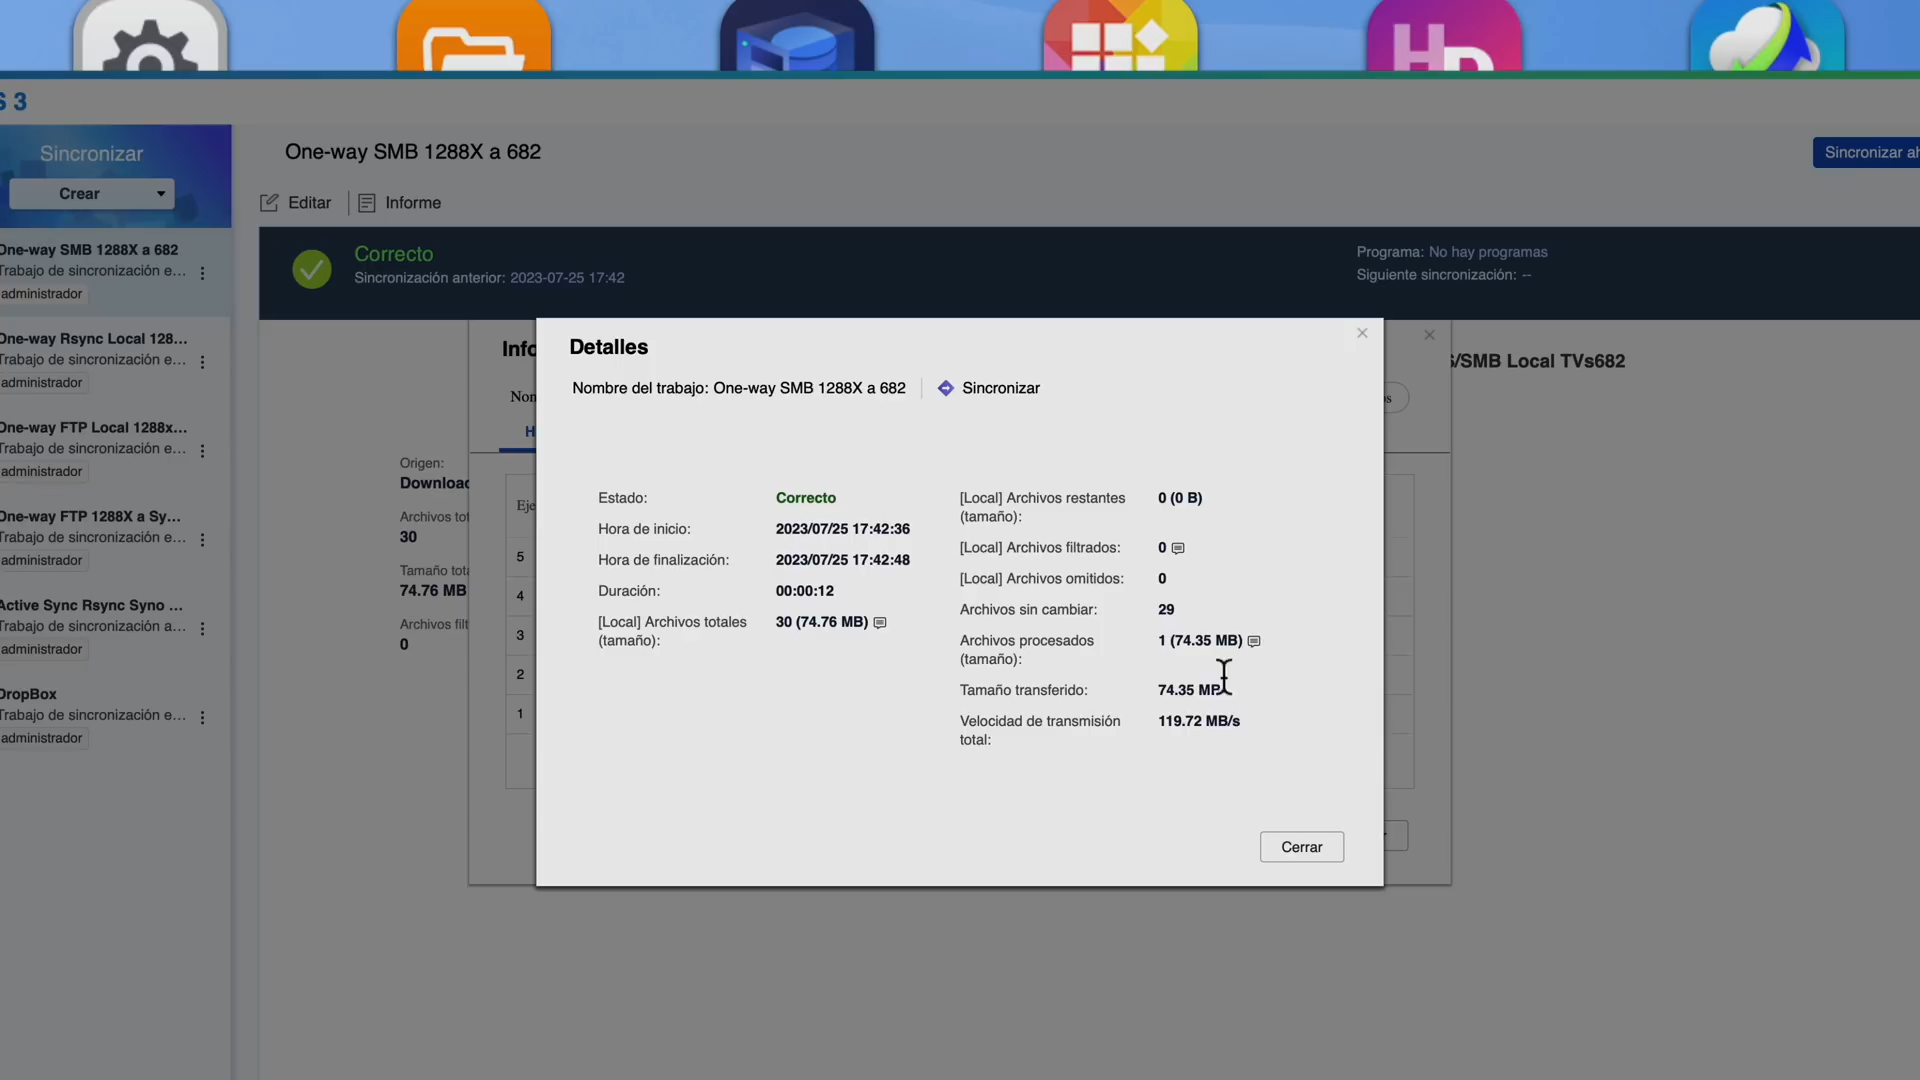 S 3
Sincronizar
Crear
One-way SMB 1288X a 682
Trabajo de sincronización e...
administrador
One-way Rsync Local 128...
Trabajo de sincronización e...
administrador
One-way FTP Local 1288x...
Trabajo de sincronización e...
administrador
One-way FTP 1288X a Sy...
Trabajo de sincronización e...
administrador
Active Sync Rsync Syno ...
Trabajo de sincronización a...
administrador
DropBox
Trabajo de sincronización e...
administrador
One-way SMB 1288X a 682
Sincronizar ah
Editar
Informe
Correcto
Sincronización anterior: 2023-07-25 17:42
Programa: No hay programas
Siguiente sincronización: --
S/SMB Local TVs682
Origen:
Downloac
Archivos tot
30
Tamaño tota
74.76 MB
Archivos filt
0
Info
Non
H
Eje
5
4
3
2
1
os
Detalles
Nombre del trabajo: One-way SMB 1288X a 682
Sincronizar
Estado: Correcto
Hora de inicio: 2023/07/25 17:42:36
Hora de finalización: 2023/07/25 17:42:48
Duración: 00:00:12
[Local] Archivos totales 30 (74.76 MB)
(tamaño):
[Local] Archivos restantes 0 (0 B)
(tamaño):
[Local] Archivos filtrados: 0
[Local] Archivos omitidos: 0
Archivos sin cambiar: 29
Archivos procesados 1 (74.35 MB)
(tamaño):
Tamaño transferido: 74.35 MB
Velocidad de transmisión 119.72 MB/s
total:
Cerrar